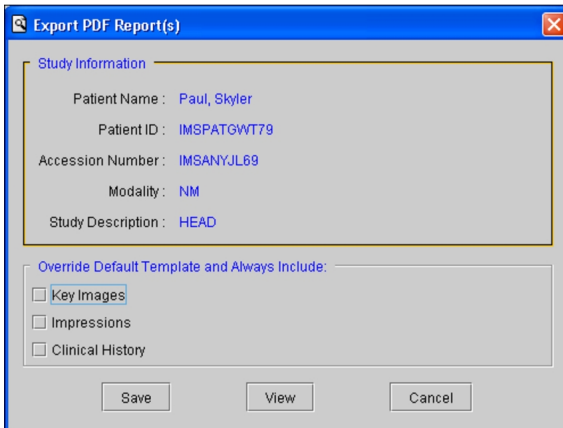 Export PDF Report(s)
Study Information
Patient Name : Paul, Skyler
Patient ID : IMSPATGWT79
Accession Number : IMSANYJL69
Modality : NM
Study Description : HEAD
Override Default Template and Always Include:
Key Images
Impressions
Clinical History
Save View Cancel